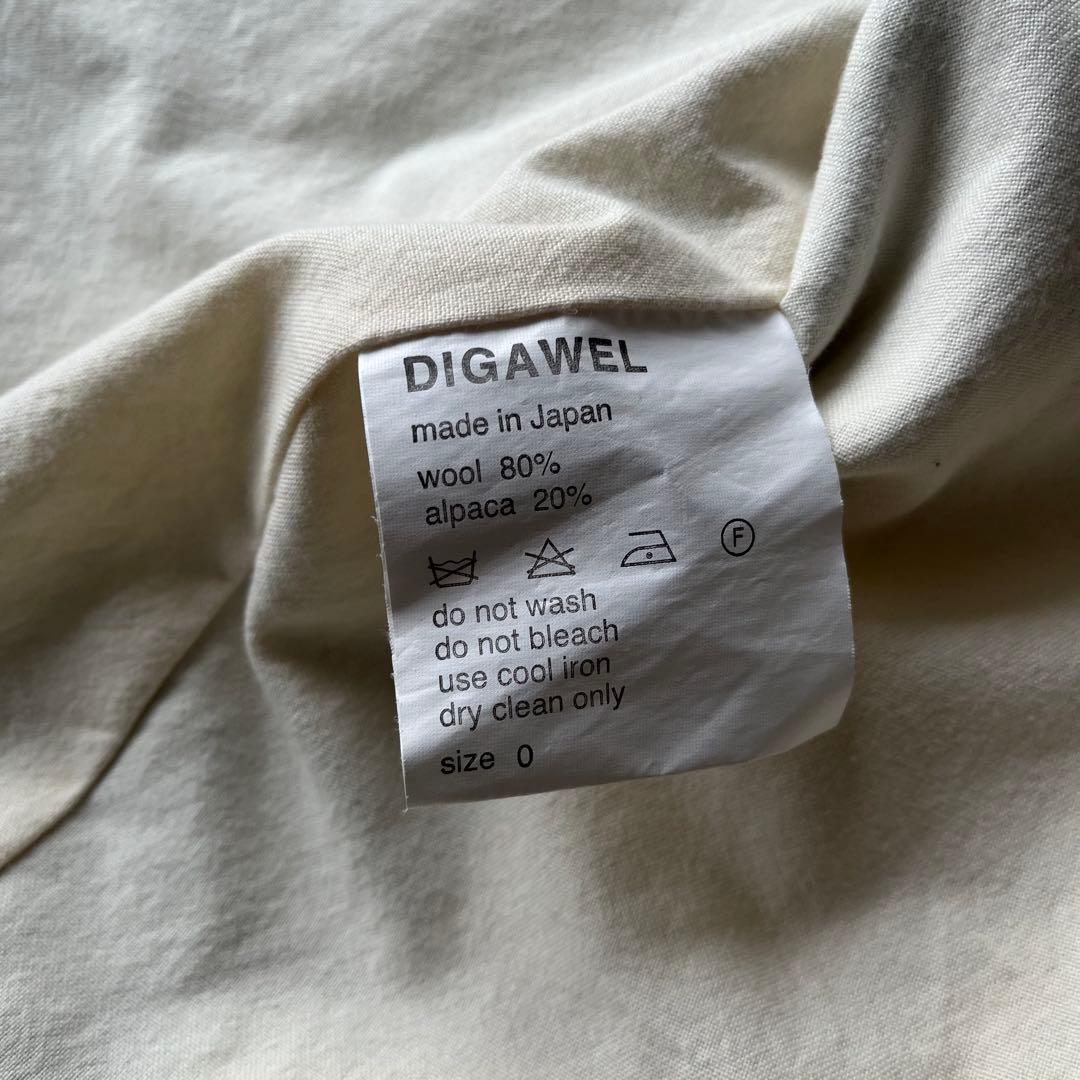 DIGAWEL
made in Japan
wool 80%
alpaca 20%
F
do not wash
do not bleach
use cool iron
dry clean only
size 0